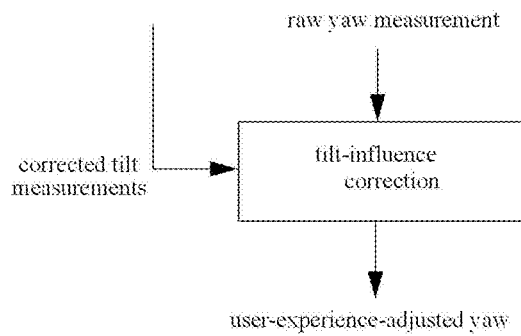 raw yaw measurement
tilt-influence
correction
corrected tilt
measurements
user-experience-adjusted yaw